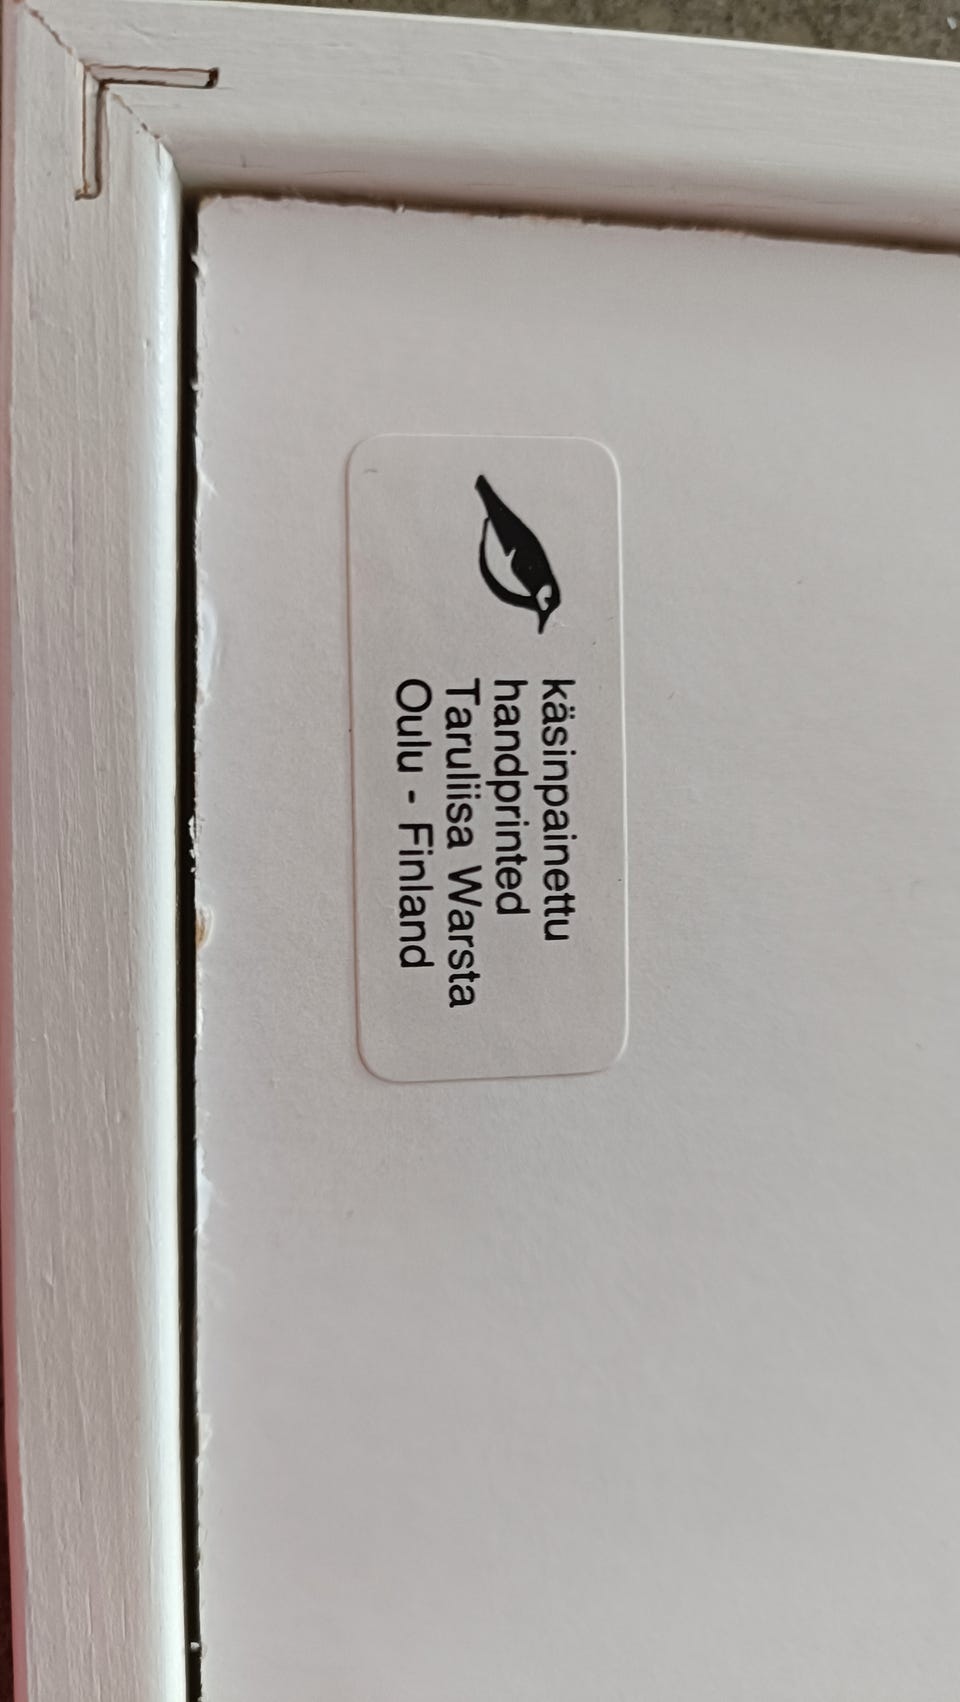 käsinpainettu
handprinted
Taruliisa Warsta
Oulu - Finland